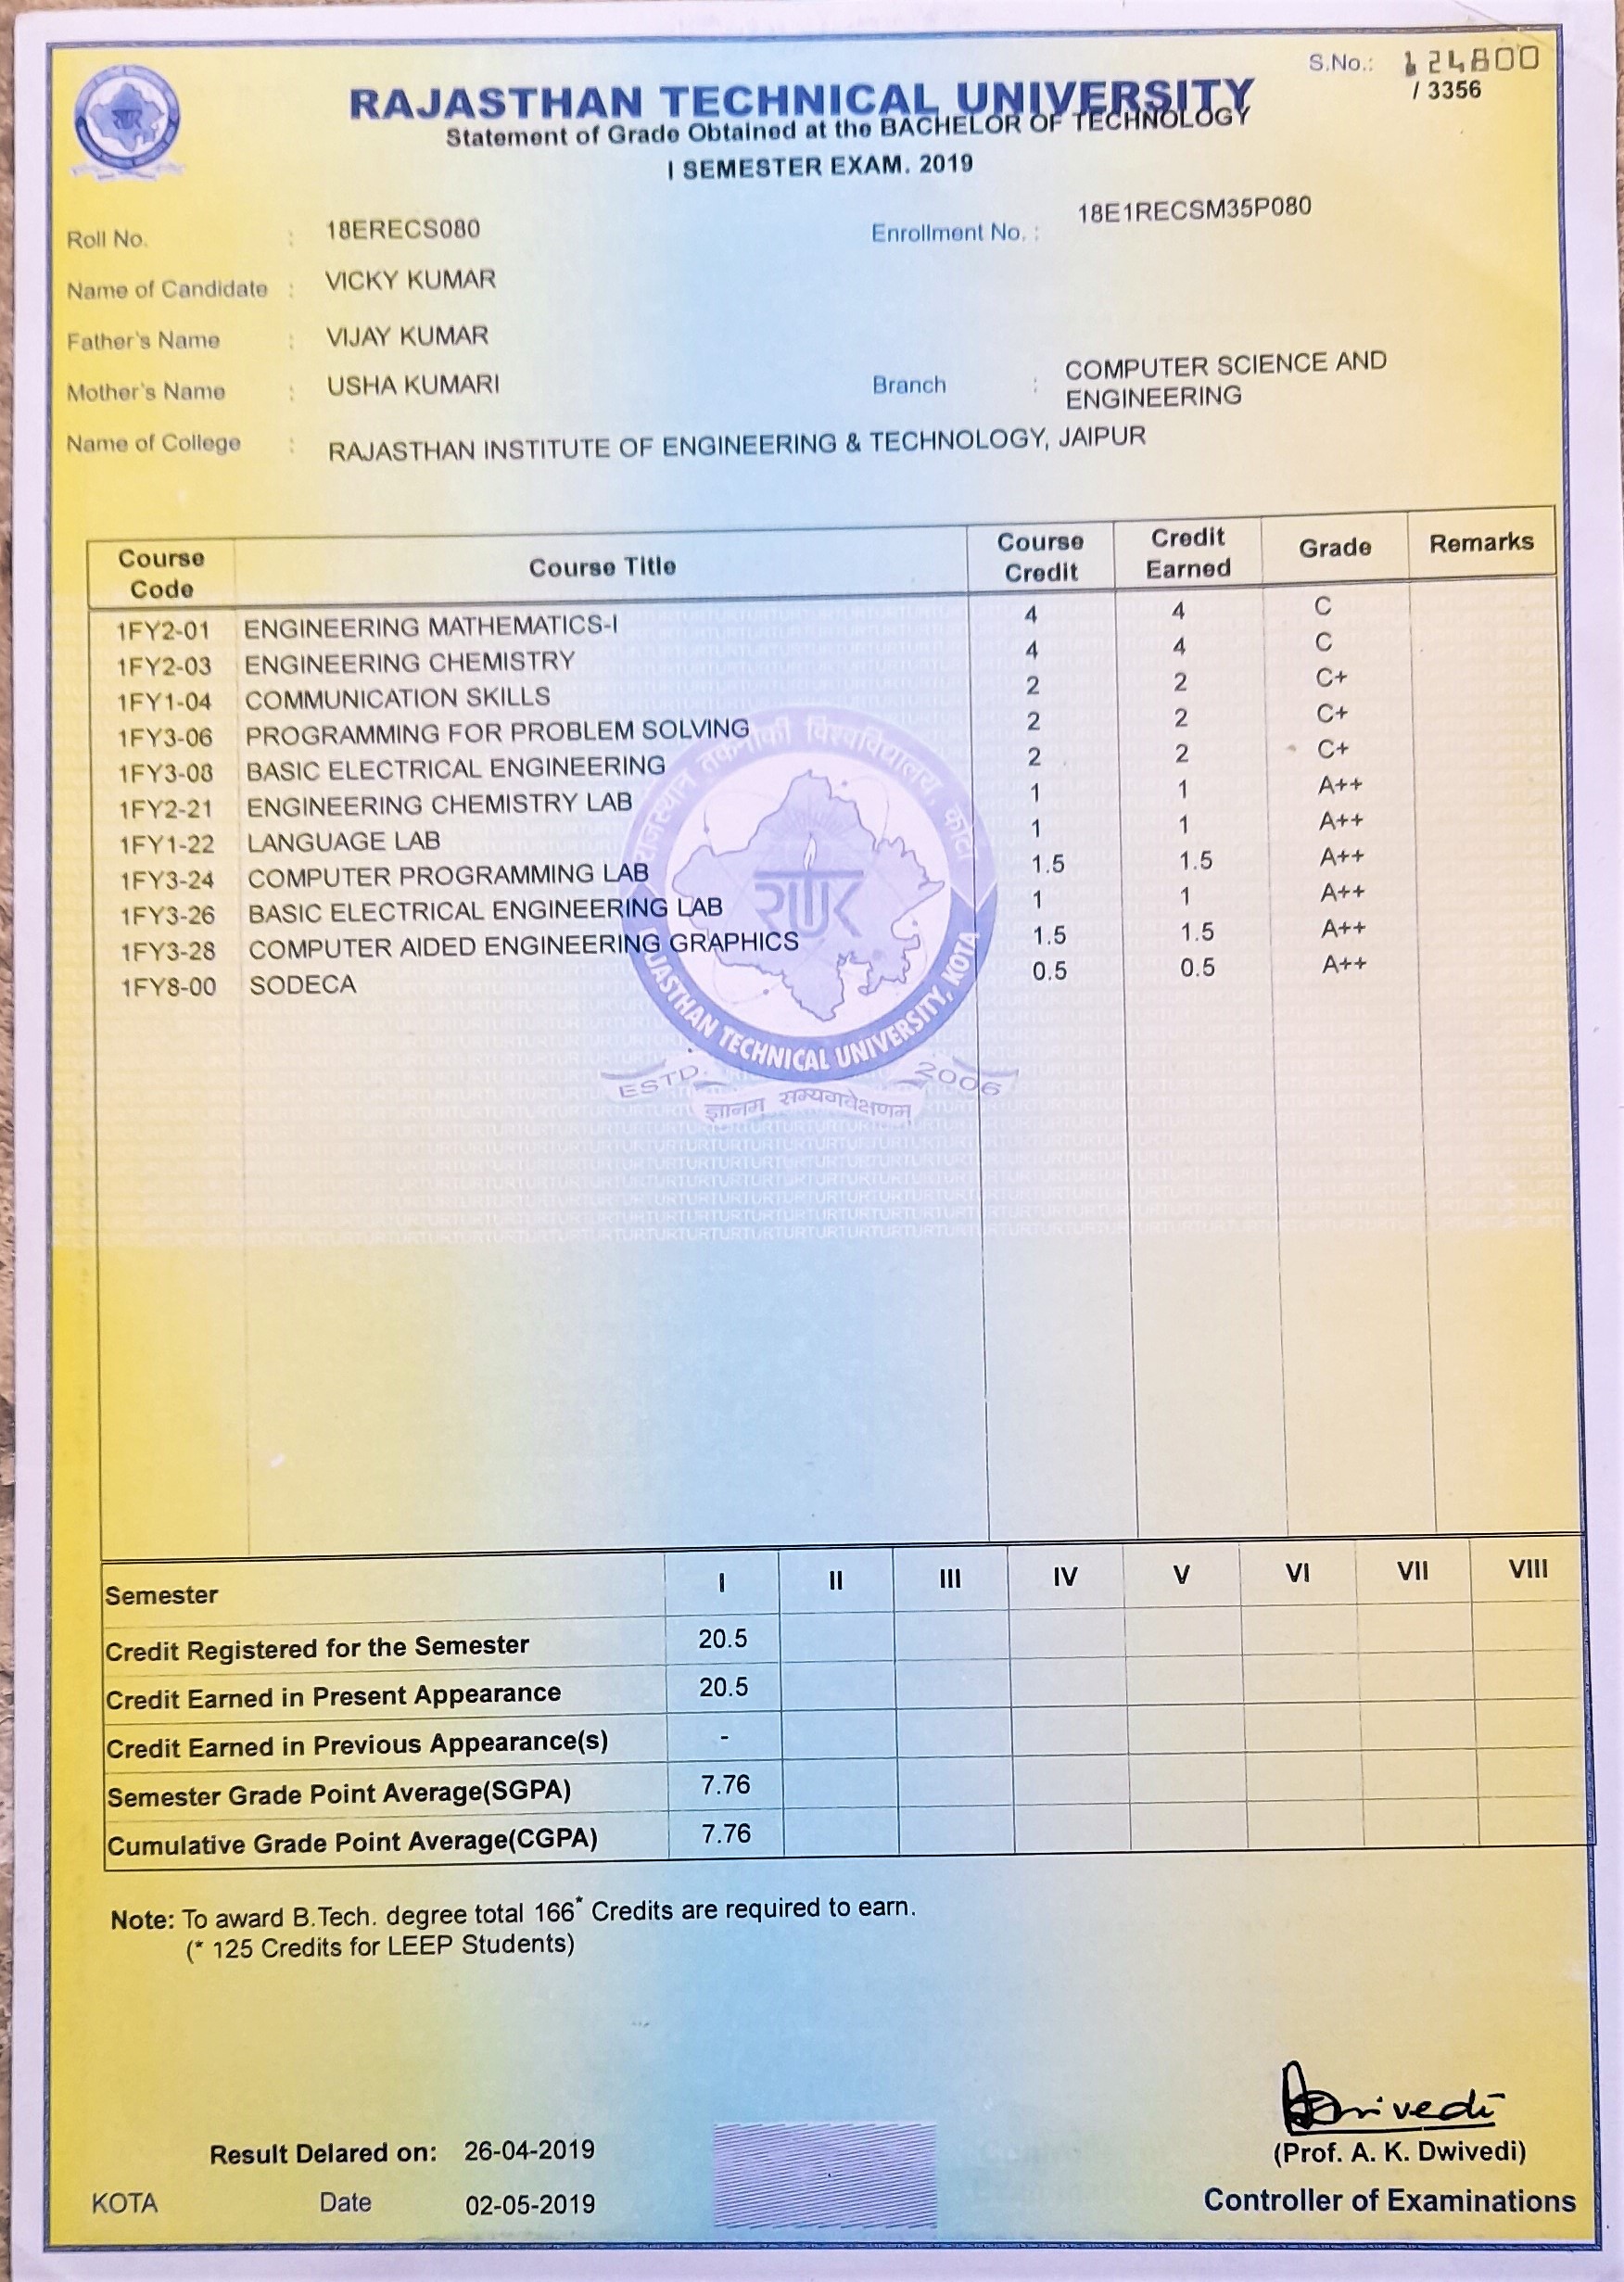 S.No.: 124800
/ 3356
RAJASTHAN TECHNICAL UNIVERSITY
Statement of Grade Obtained at the BACHELOR OF TECHNOLOGY
I SEMESTER EXAM. 2019
Roll No. : 18ERECS080 Enrollment No. : 18E1RECSM35P080
Name of Candidate : VICKY KUMAR
Father's Name : VIJAY KUMAR
Mother's Name : USHA KUMARI Branch : COMPUTER SCIENCE AND
ENGINEERING
Name of College : RAJASTHAN INSTITUTE OF ENGINEERING & TECHNOLOGY, JAIPUR
Course Code Course Title Course Credit Credit Earned Grade Remarks
1FY2-01 ENGINEERING MATHEMATICS-I 4 4 C
1FY2-03 ENGINEERING CHEMISTRY 4 4 C
1FY1-04 COMMUNICATION SKILLS 2 2 C+
1FY3-06 PROGRAMMING FOR PROBLEM SOLVING 2 2 C+
1FY3-08 BASIC ELECTRICAL ENGINEERING 2 2 C+
1FY2-21 ENGINEERING CHEMISTRY LAB 1 1 A++
1FY1-22 LANGUAGE LAB 1 1 A++
1FY3-24 COMPUTER PROGRAMMING LAB 1.5 1.5 A++
1FY3-26 BASIC ELECTRICAL ENGINEERING LAB 1 1 A++
1FY3-28 COMPUTER AIDED ENGINEERING GRAPHICS 1.5 1.5 A++
1FY8-00 SODECA 0.5 0.5 A++
राजस्थान तकनीकी विश्वविद्यालय, कोटा
RAJASTHAN TECHNICAL UNIVERSITY, KOTA
ESTD. 2006
ज्ञानम् सम्यगवेक्षणम्
Semester I II III IV V VI VII VIII
Credit Registered for the Semester 20.5
Credit Earned in Present Appearance 20.5
Credit Earned in Previous Appearance(s) -
Semester Grade Point Average(SGPA) 7.76
Cumulative Grade Point Average(CGPA) 7.76
Note: To award B.Tech. degree total 166* Credits are required to earn.
(* 125 Credits for LEEP Students)
Dwivedi
(Prof. A. K. Dwivedi)
Result Delared on: 26-04-2019
KOTA Date 02-05-2019
Controller of Examinations